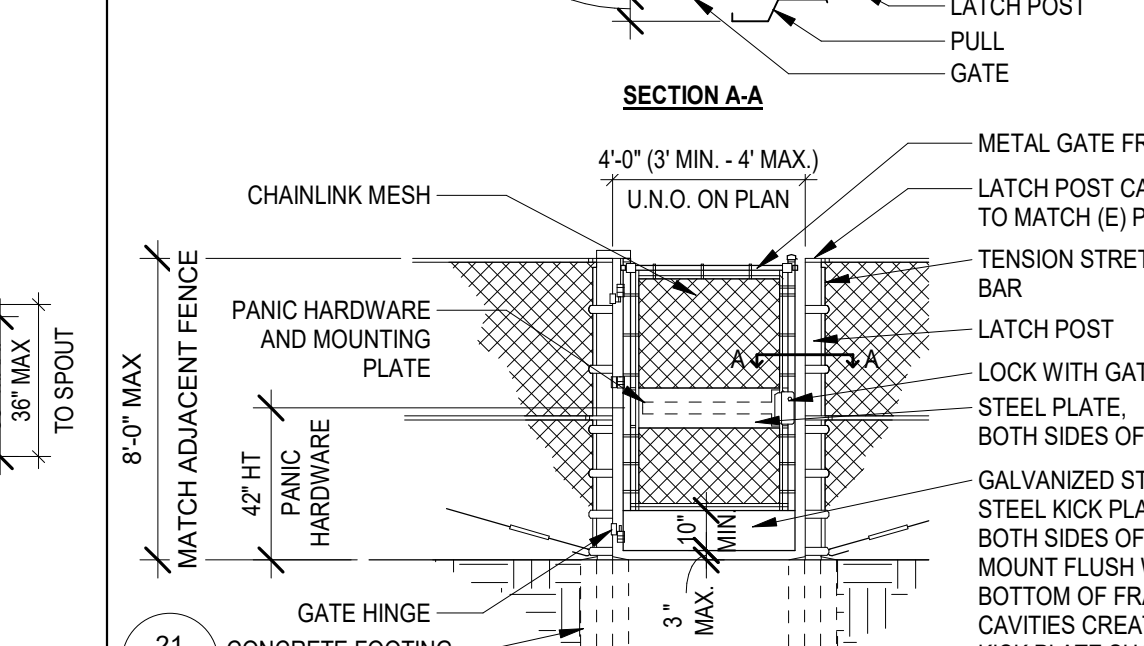 LATCH POST
PULL
GATE
SECTION A-A
4'-0" (3' MIN. - 4' MAX.)
U.N.O. ON PLAN
CHAINLINK MESH
PANIC HARDWARE
AND MOUNTING
PLATE
8'-0" MAX
MATCH ADJACENT FENCE
42" HT
PANIC
HARDWARE
36" MAX
TO SPOUT
A
A
10"
MIN.
3"
MAX.
GATE HINGE
21
CONCRETE FOOTING
METAL GATE FR
LATCH POST CA
TO MATCH (E) P
TENSION STRET
BAR
LATCH POST
LOCK WITH GAT
STEEL PLATE,
BOTH SIDES OF
GALVANIZED ST
STEEL KICK PLA
BOTH SIDES OF
MOUNT FLUSH W
BOTTOM OF FRA
CAVITIES CREAT